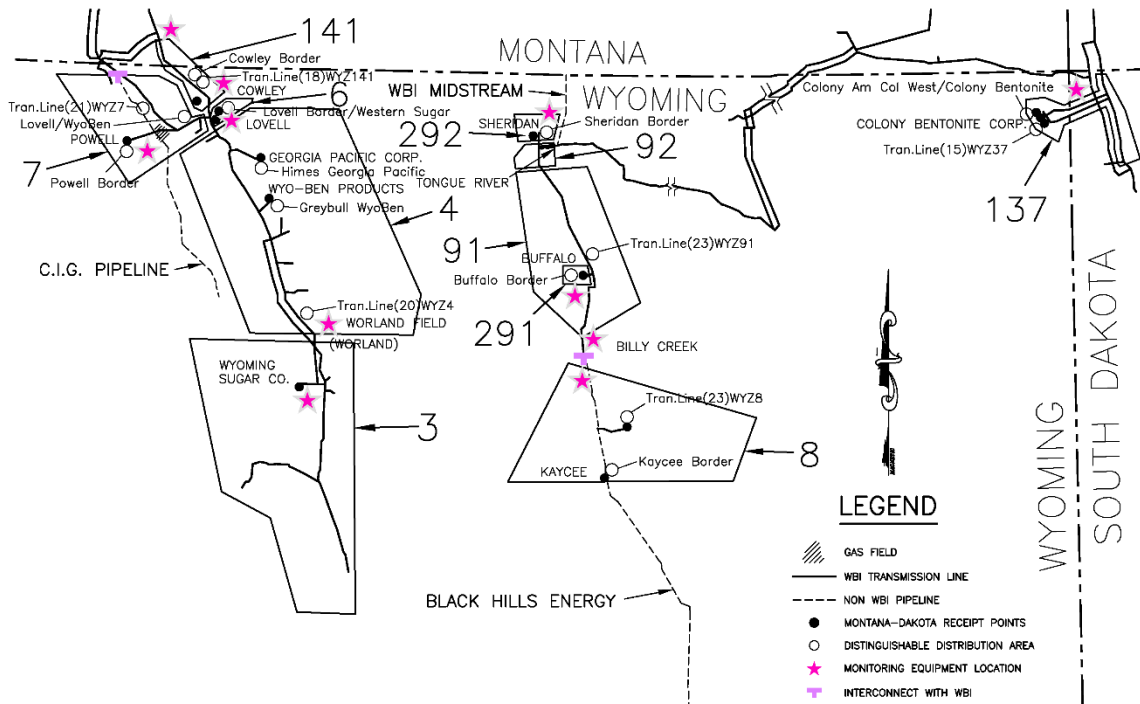 141
MONTANA
Cowley Border
Tran.Line(18)WYZ141
COWLEY
6
WBI MIDSTREAM
WYOMING
Colony Am Col West/Colony Bentonite
Tran.Line(21)WYZ7
Lovell Border/Western Sugar
Lovell/WyoBen
LOVELL
SHERIDAN
Sheridan Border
COLONY BENTONITE CORP.
292
92
POWELL
Tran.Line(15)WYZ37
7
Powell Border
GEORGIA PACIFIC CORP.
Himes Georgia Pacific
TONGUE RIVER
WYO-BEN PRODUCTS
Greybull WyoBen
4
137
91
Tran.Line(23)WYZ91
BUFFALO
C.I.G. PIPELINE
Buffalo Border
Tran.Line(20)WYZ4
WORLAND FIELD
(WORLAND)
291
BILLY CREEK
WYOMING
SUGAR CO.
3
Tran.Line(23)WYZ8
Kaycee Border
KAYCEE
8
WYOMING
SOUTH DAKOTA
BLACK HILLS ENERGY
LEGEND
GAS FIELD
WBI TRANSMISSION LINE
NON WBI PIPELINE
MONTANA-DAKOTA RECEIPT POINTS
DISTINGUISHABLE DISTRIBUTION AREA
MONITORING EQUIPMENT LOCATION
INTERCONNECT WITH WBI